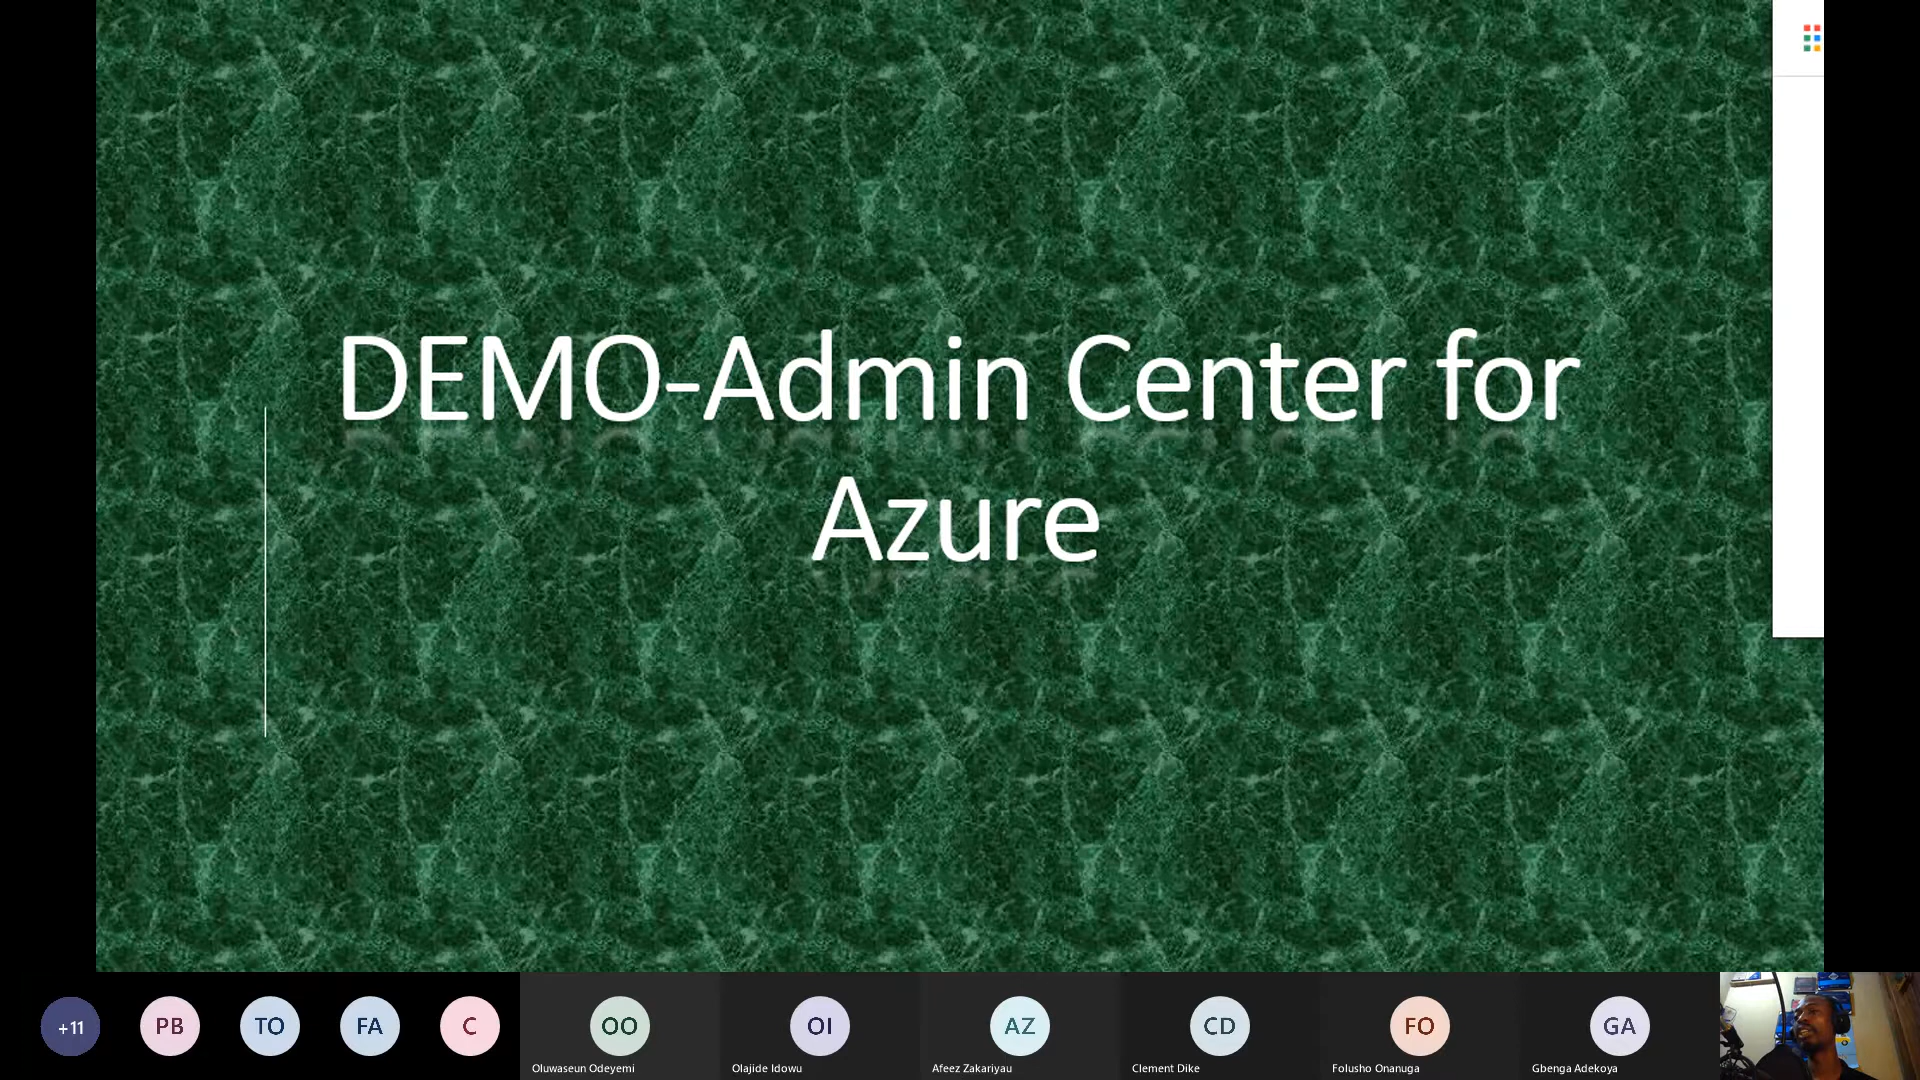 DEMO-Admin Center for
Azure
+11
PB
TO
FA
C
OO
OI
AZ
CD
FO
GA
Oluwaseun Odeyemi
Olajide Idowu
Afeez Zakariyau
Clement Dike
Folusho Onanuga
Gbenga Adekoya